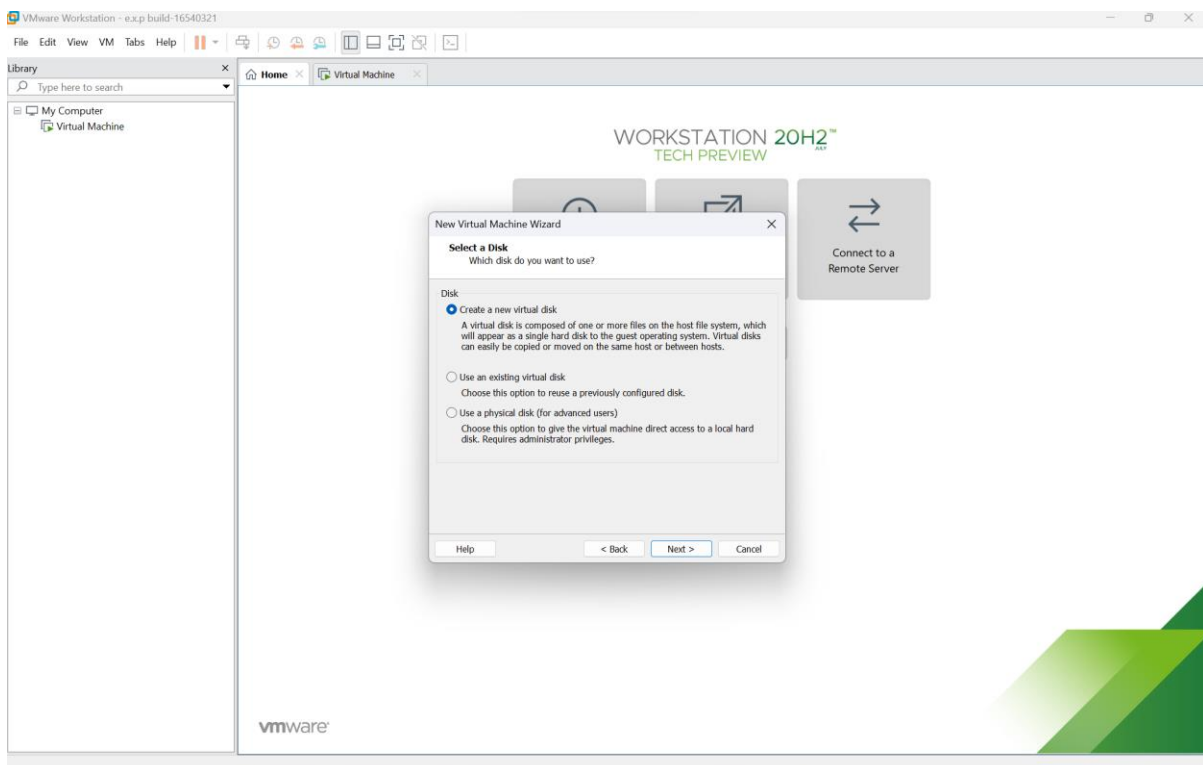 VMware Workstation - e.x.p build-16540321
File Edit View VM Tabs Help
Library
Type here to search
My Computer
Virtual Machine
Home
Virtual Machine
WORKSTATION 20H2™
JULY
TECH PREVIEW
Connect to a
Remote Server
New Virtual Machine Wizard
Select a Disk
Which disk do you want to use?
Disk
Create a new virtual disk
A virtual disk is composed of one or more files on the host file system, which
will appear as a single hard disk to the guest operating system. Virtual disks
can easily be copied or moved on the same host or between hosts.
Use an existing virtual disk
Choose this option to reuse a previously configured disk.
Use a physical disk (for advanced users)
Choose this option to give the virtual machine direct access to a local hard
disk. Requires administrator privileges.
Help < Back Next > Cancel
vmware